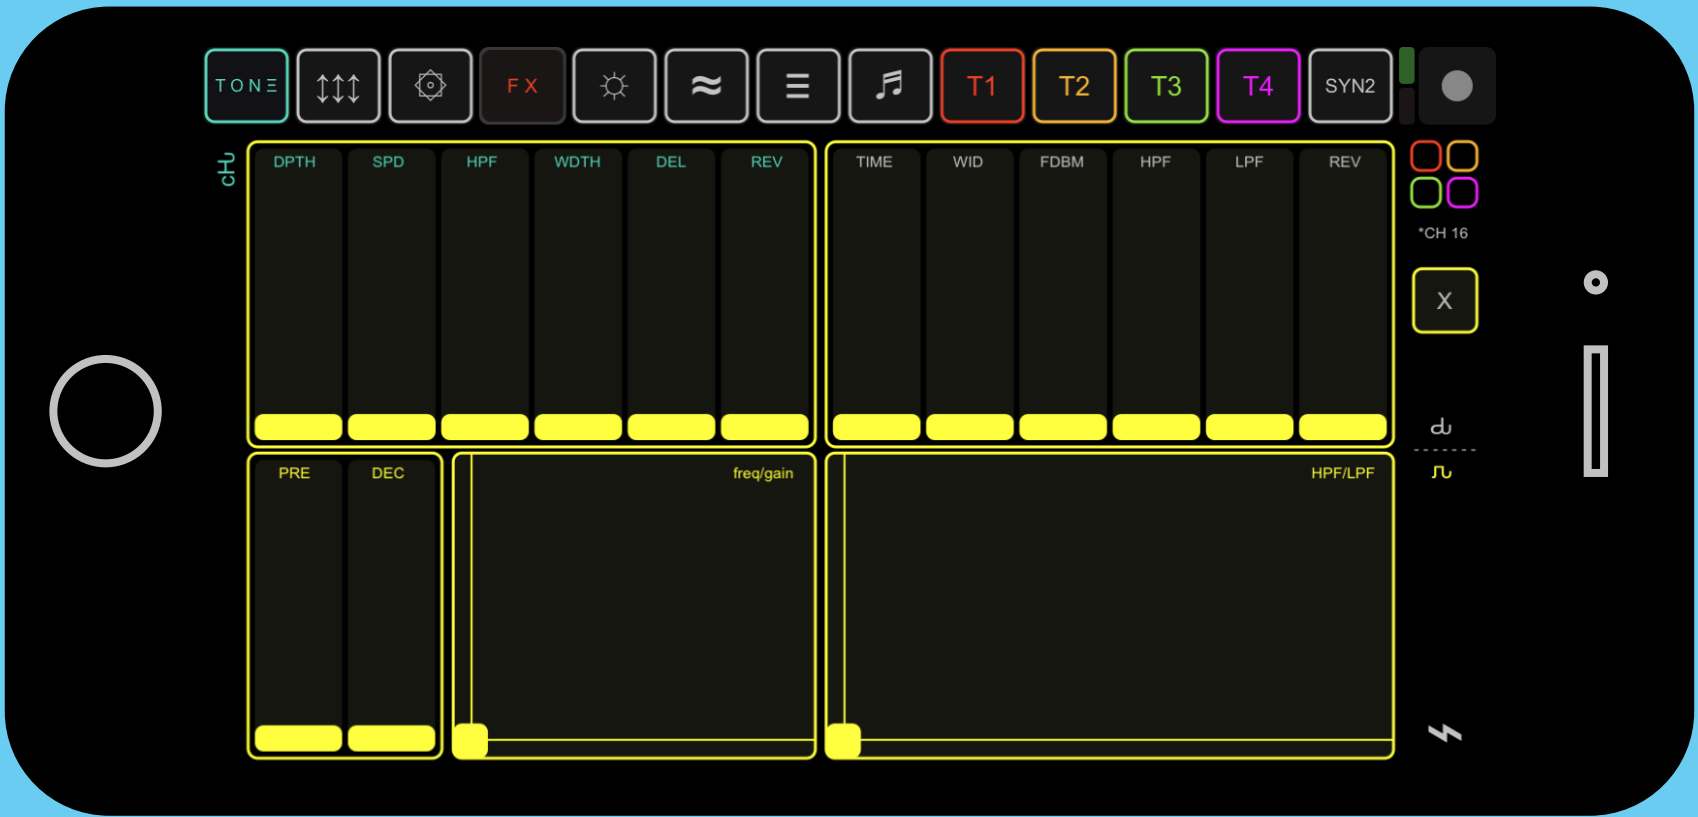 TONΞ FX T1 T2 T3 T4 SYN2
cHU
DPTH SPD HPF WDTH DEL REV
TIME WID FDBM HPF LPF REV
*CH 16
X
PRE DEC
freq/gain
HPF/LPF